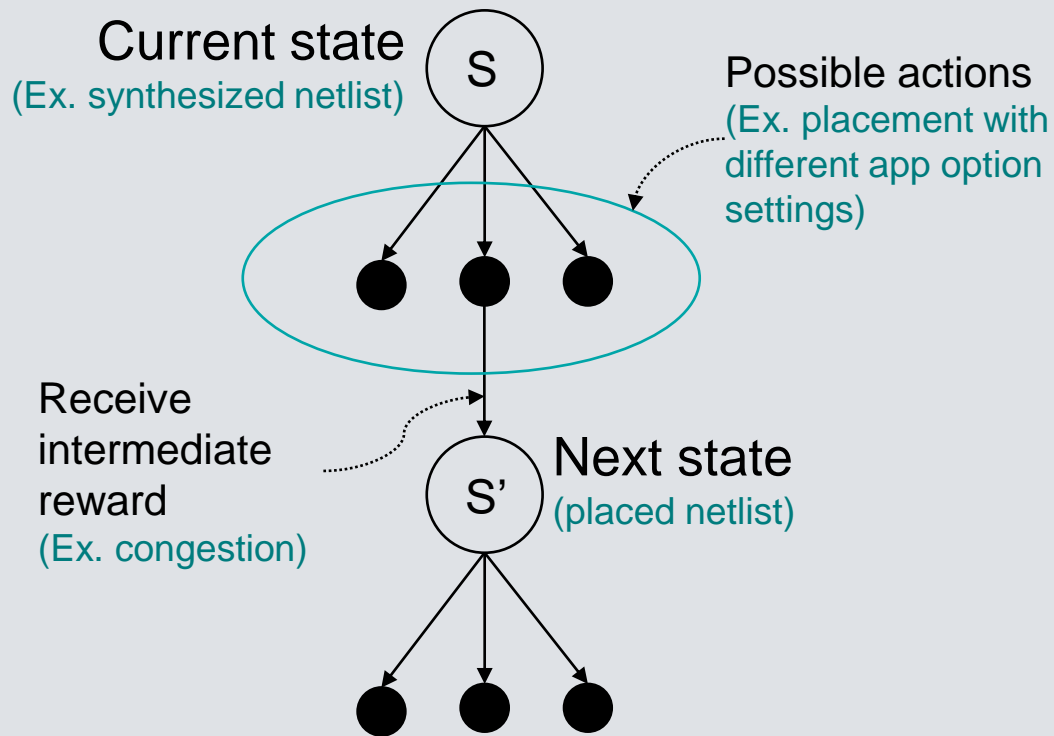 Current state
(Ex. synthesized netlist)
S
Possible actions
(Ex. placement with
different app option
settings)
Receive
intermediate
reward
(Ex. congestion)
S’
Next state
(placed netlist)